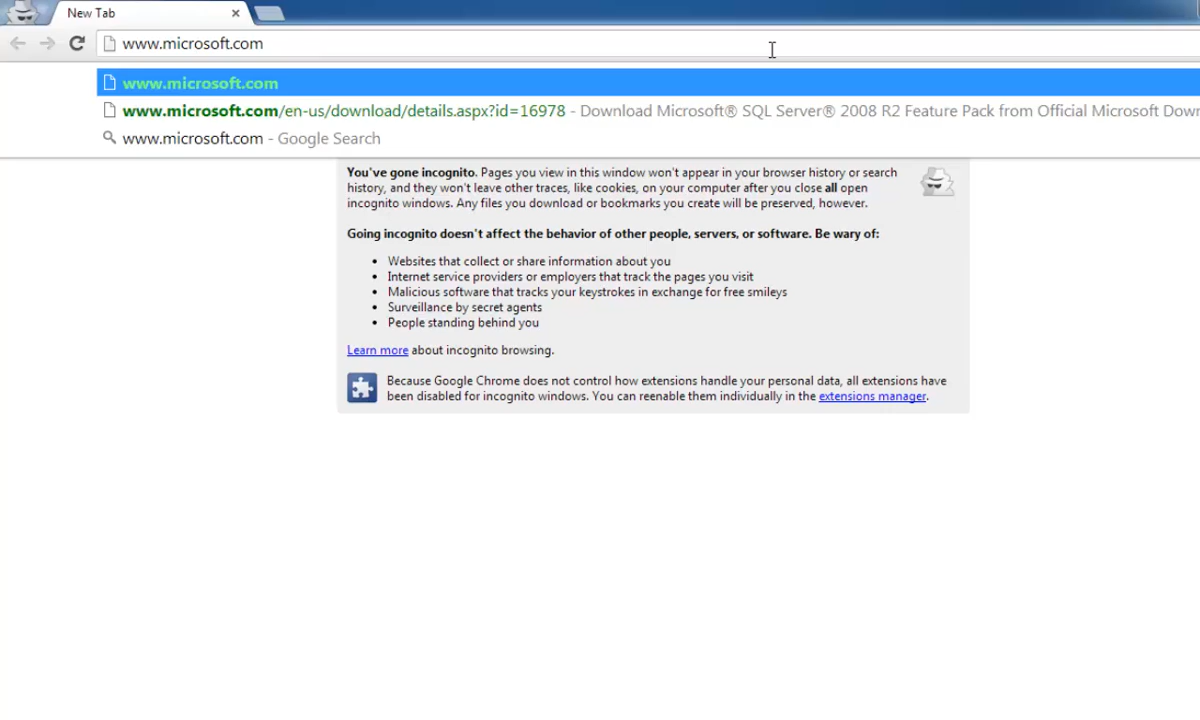 New Tab
www.microsoft.com
www.microsoft.com
www.microsoft.com/en-us/download/details.aspx?id=16978 - Download Microsoft® SQL Server® 2008 R2 Feature Pack from Official Microsoft Dow
www.microsoft.com - Google Search
You've gone incognito. Pages you view in this window won't appear in your browser history or search
history, and they won't leave other traces, like cookies, on your computer after you close all open
incognito windows. Any files you download or bookmarks you create will be preserved, however.
Going incognito doesn't affect the behavior of other people, servers, or software. Be wary of:
• Websites that collect or share information about you
• Internet service providers or employers that track the pages you visit
• Malicious software that tracks your keystrokes in exchange for free smileys
• Surveillance by secret agents
• People standing behind you
Learn more about incognito browsing.
Because Google Chrome does not control how extensions handle your personal data, all extensions have
been disabled for incognito windows. You can reenable them individually in the extensions manager.